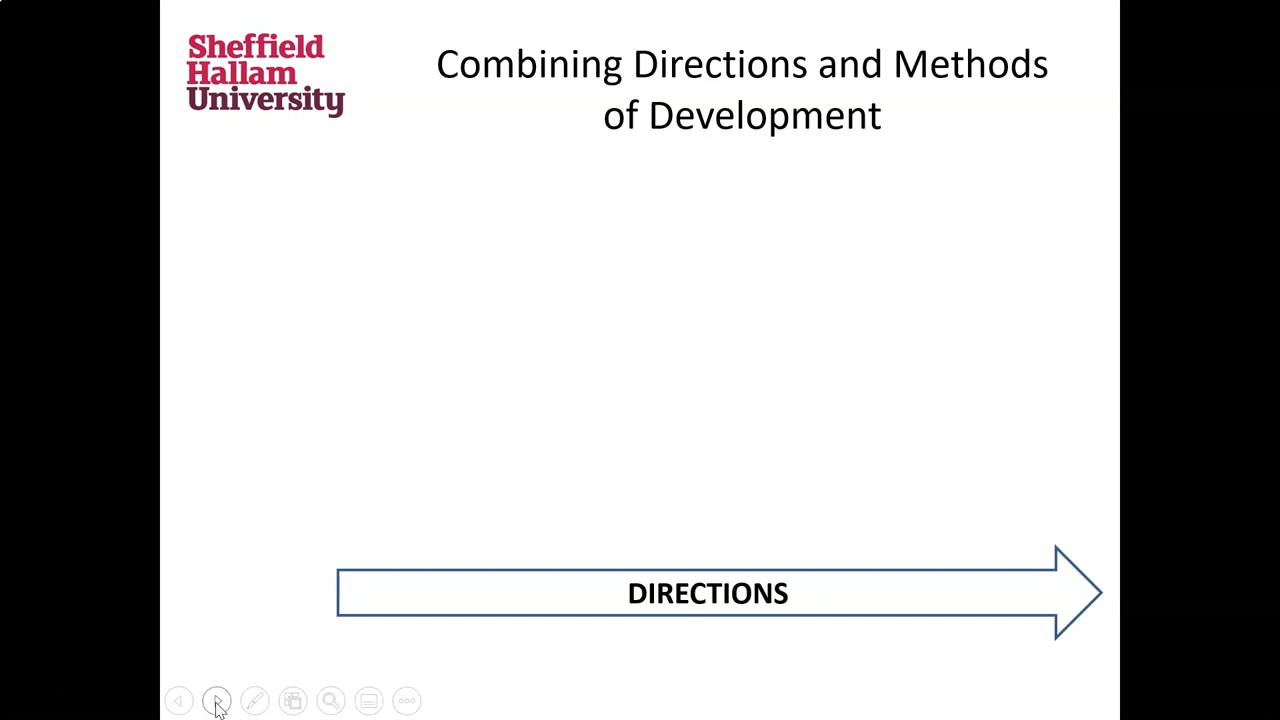 Sheffield
Hallam
University
Combining Directions and Methods
of Development
DIRECTIONS